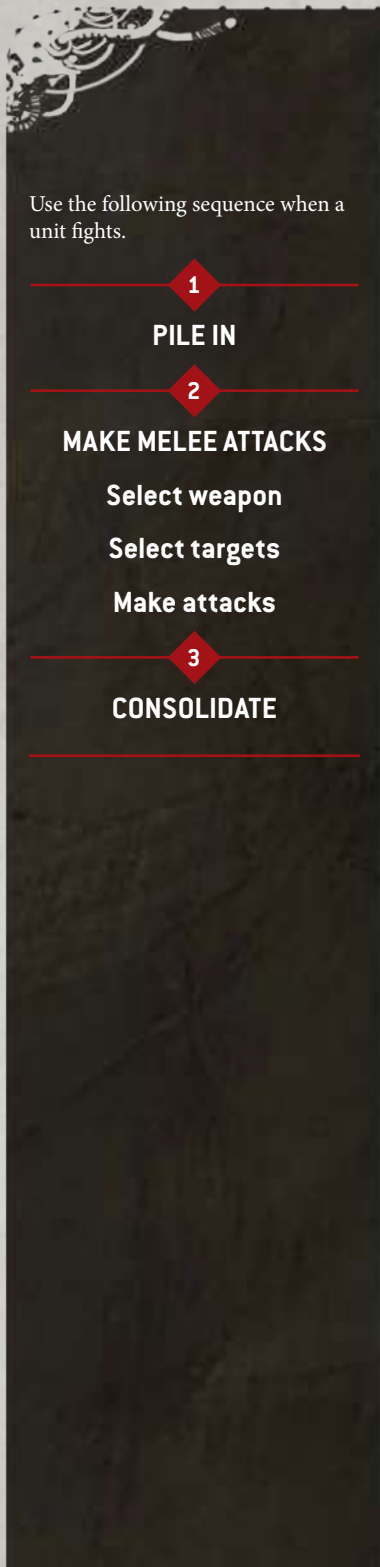 Use the following sequence when a
unit fights.
1
PILE IN
2
MAKE MELEE ATTACKS
Select weapon
Select targets
Make attacks
3
CONSOLIDATE